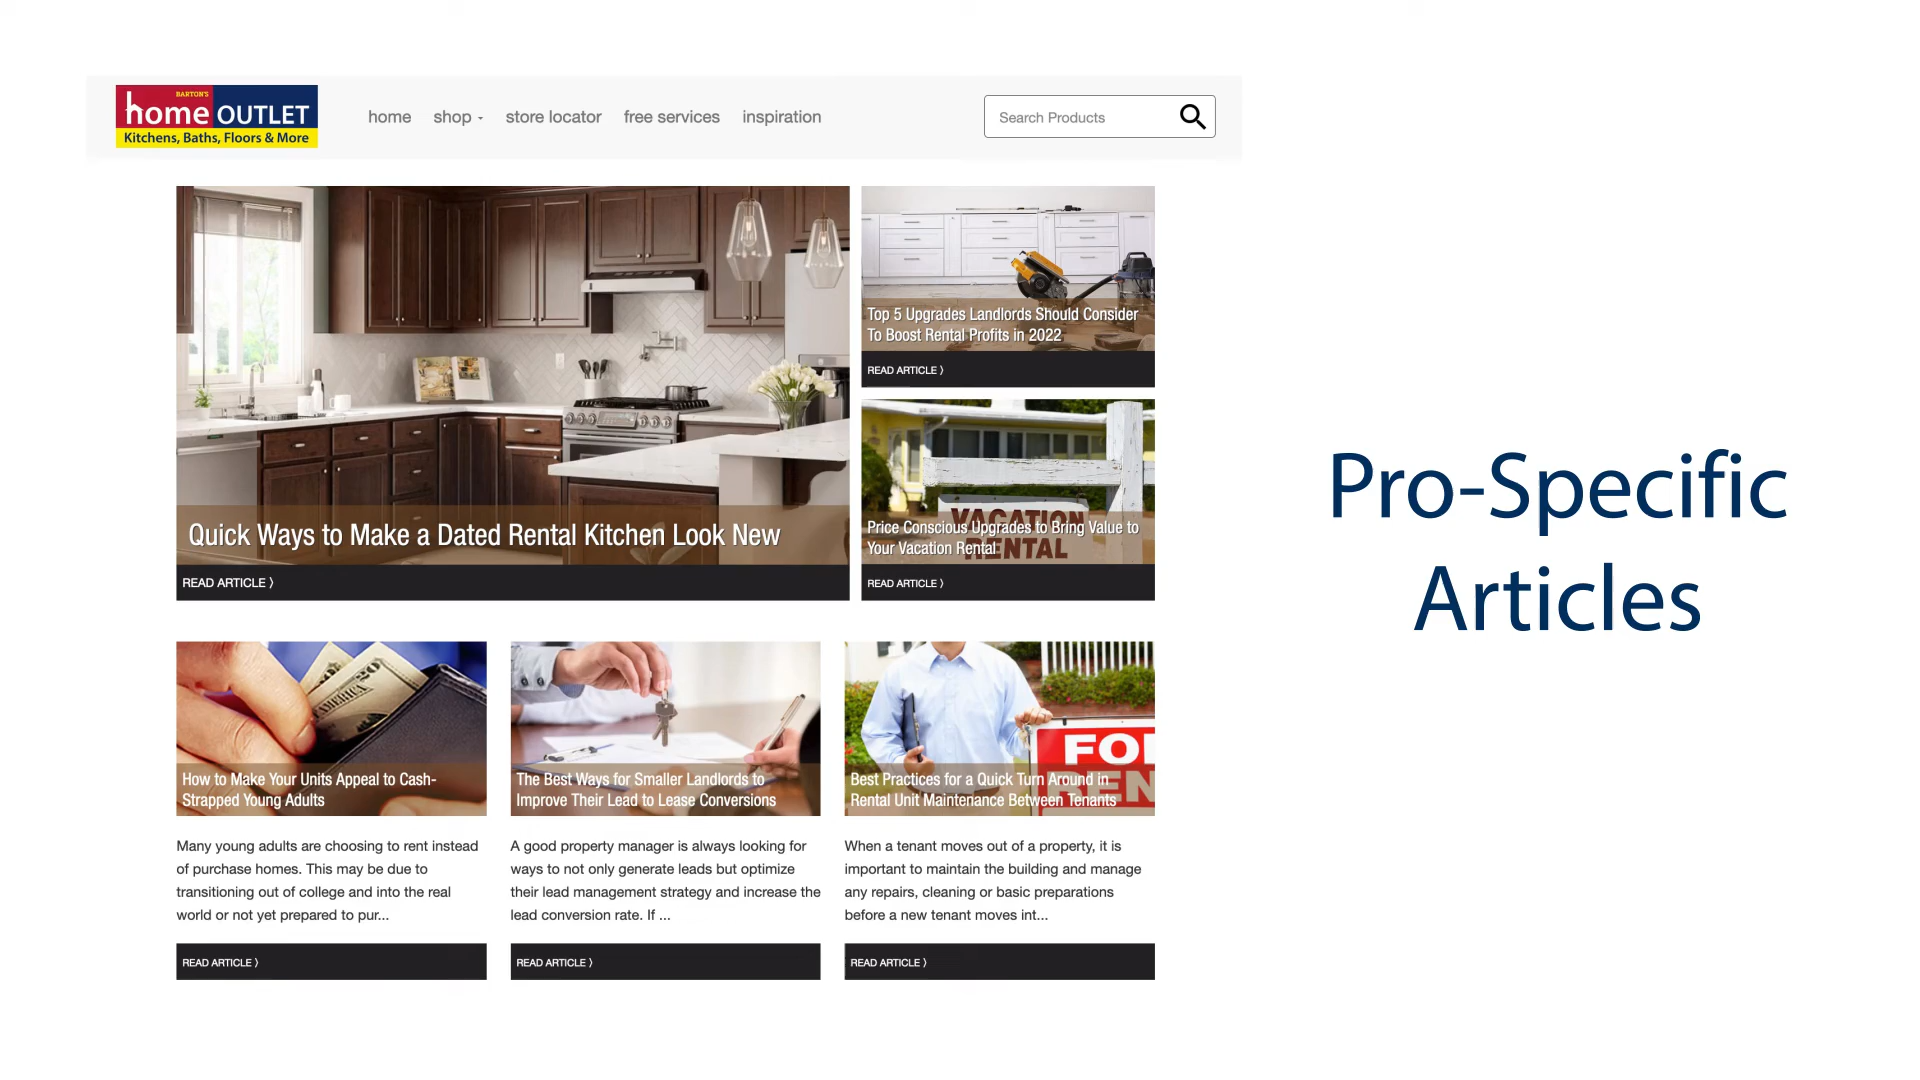 BARTON'S
home OUTLET
Kitchens, Baths, Floors & More
home shop store locator free services inspiration
Search Products
Quick Ways to Make a Dated Rental Kitchen Look New
READ ARTICLE ⟩
Top 5 Upgrades Landlords Should Consider
To Boost Rental Profits in 2022
READ ARTICLE ⟩
VACATION
RENTAL
Price Conscious Upgrades to Bring Value to
Your Vacation Rental
READ ARTICLE ⟩
Pro-Specific
Articles
How to Make Your Units Appeal to Cash-
Strapped Young Adults
Many young adults are choosing to rent instead
of purchase homes. This may be due to
transitioning out of college and into the real
world or not yet prepared to pur...
READ ARTICLE ⟩
The Best Ways for Smaller Landlords to
Improve Their Lead to Lease Conversions
A good property manager is always looking for
ways to not only generate leads but optimize
their lead management strategy and increase the
lead conversion rate. If ...
READ ARTICLE ⟩
FO
REN
Best Practices for a Quick Turn Around in
Rental Unit Maintenance Between Tenants
When a tenant moves out of a property, it is
important to maintain the building and manage
any repairs, cleaning or basic preparations
before a new tenant moves int...
READ ARTICLE ⟩